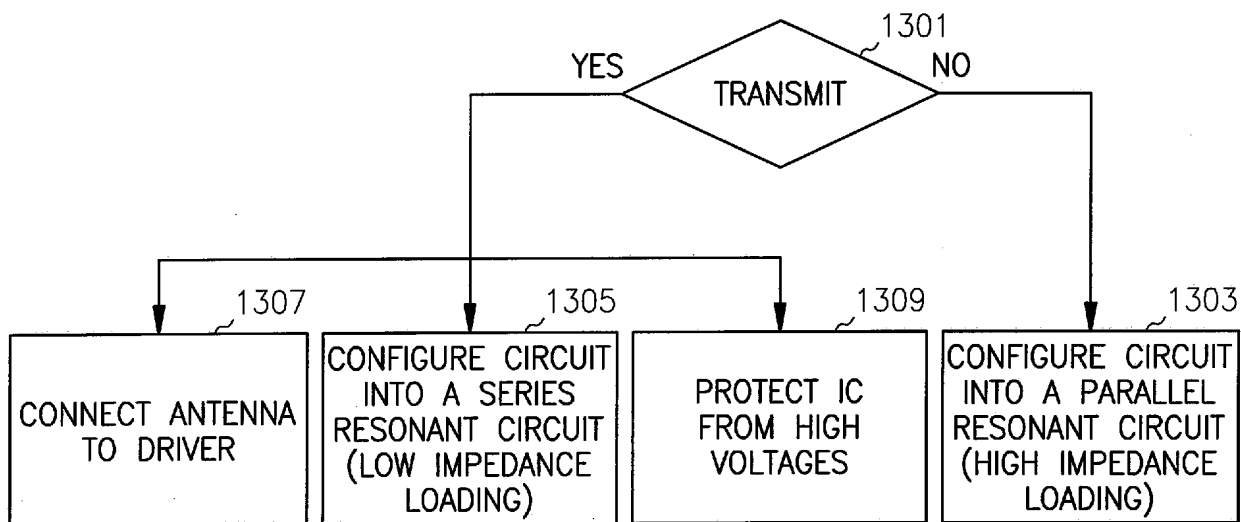 1301
YES
TRANSMIT
NO
1307
CONNECT ANTENNA
TO DRIVER
1305
CONFIGURE CIRCUIT
INTO A SERIES
RESONANT CIRCUIT
(LOW IMPEDANCE
LOADING)
1309
PROTECT IC
FROM HIGH
VOLTAGES
1303
CONFIGURE CIRCUIT
INTO A PARALLEL
RESONANT CIRCUIT
(HIGH IMPEDANCE
LOADING)